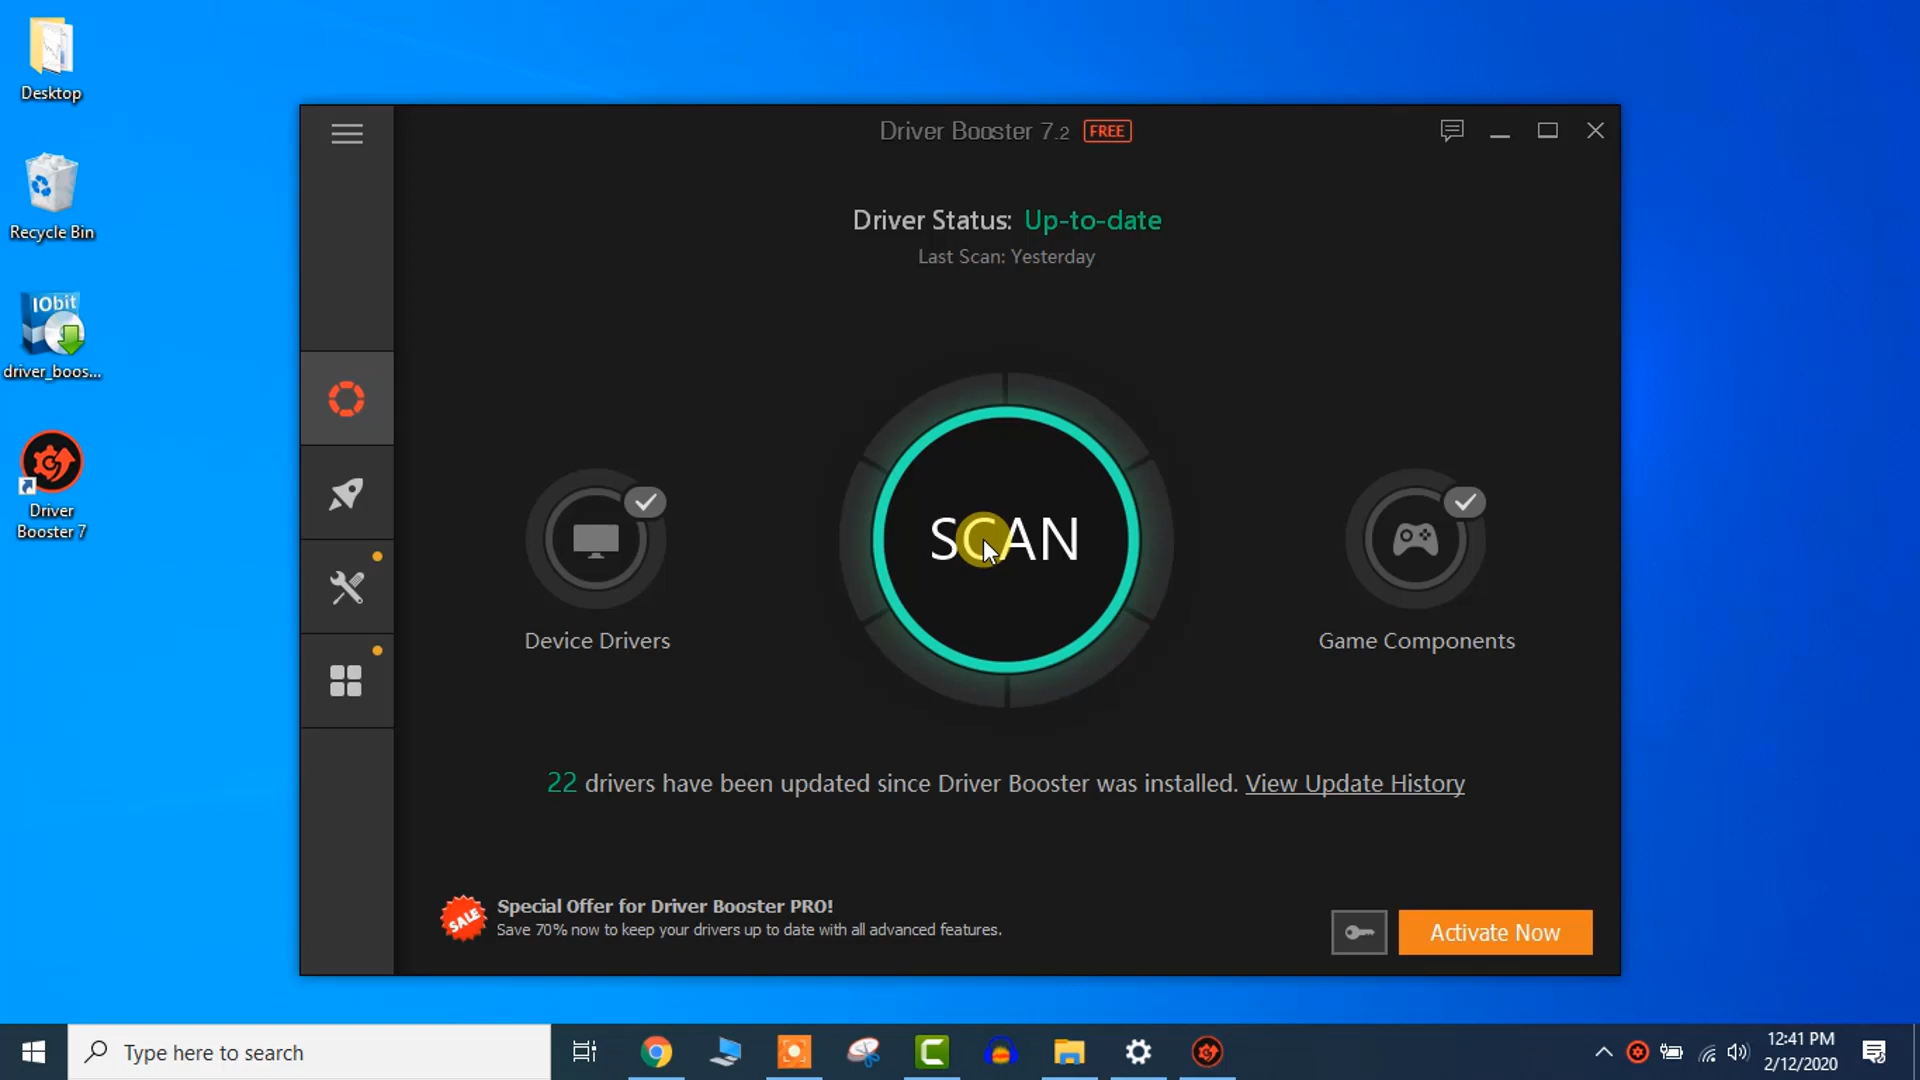 Desktop
Recycle Bin
IObit
driver_boos...
Driver
Booster 7
Driver Booster 7.2 FREE
Driver Status: Up-to-date
Last Scan: Yesterday
SCAN
Device Drivers
Game Components
22 drivers have been updated since Driver Booster was installed. View Update History
SALE
Special Offer for Driver Booster PRO!
Save 70% now to keep your drivers up to date with all advanced features.
Activate Now
Type here to search
12:41 PM
2/12/2020